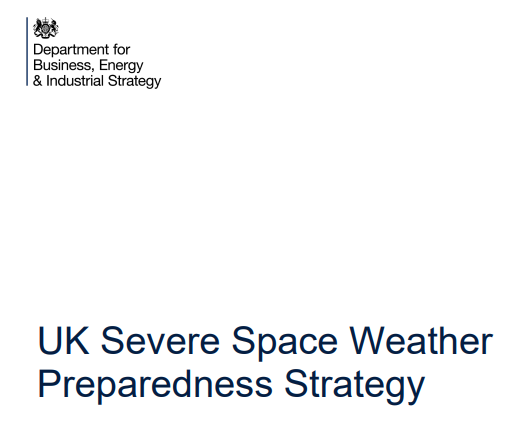 Department for
Business, Energy
& Industrial Strategy
UK Severe Space Weather
Preparedness Strategy